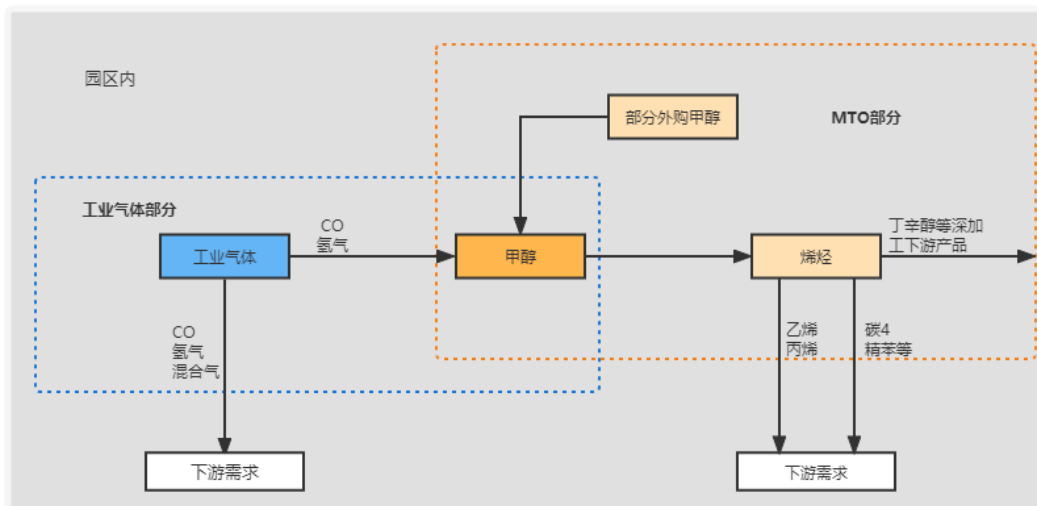 园区内
部分外购甲醇
MTO部分
工业气体部分
CO
氢气
工业气体
甲醇
烯烃
丁辛醇等深加
工下游产品
CO
氢气
混合气
乙烯
丙烯
碳4
精苯等
下游需求
下游需求